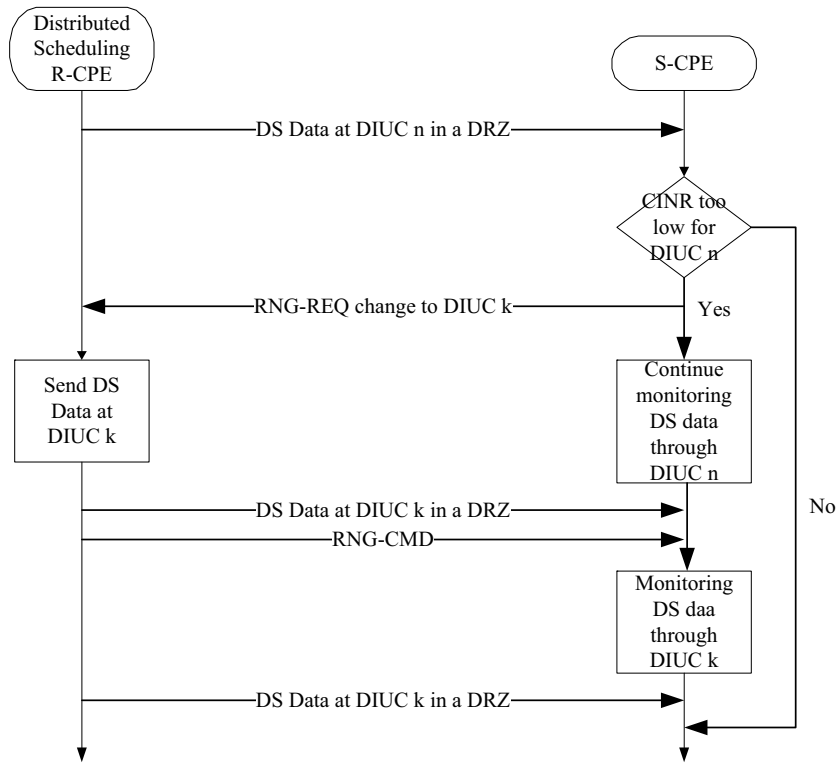 Distributed
Scheduling
R-CPE
S-CPE
DS Data at DIUC n in a DRZ
CINR too
low for
DIUC n
RNG-REQ change to DIUC k
Yes
Send DS
Data at
DIUC k
Continue
monitoring
DS data
through
DIUC n
DS Data at DIUC k in a DRZ
No
RNG-CMD
Monitoring
DS daa
through
DIUC k
DS Data at DIUC k in a DRZ